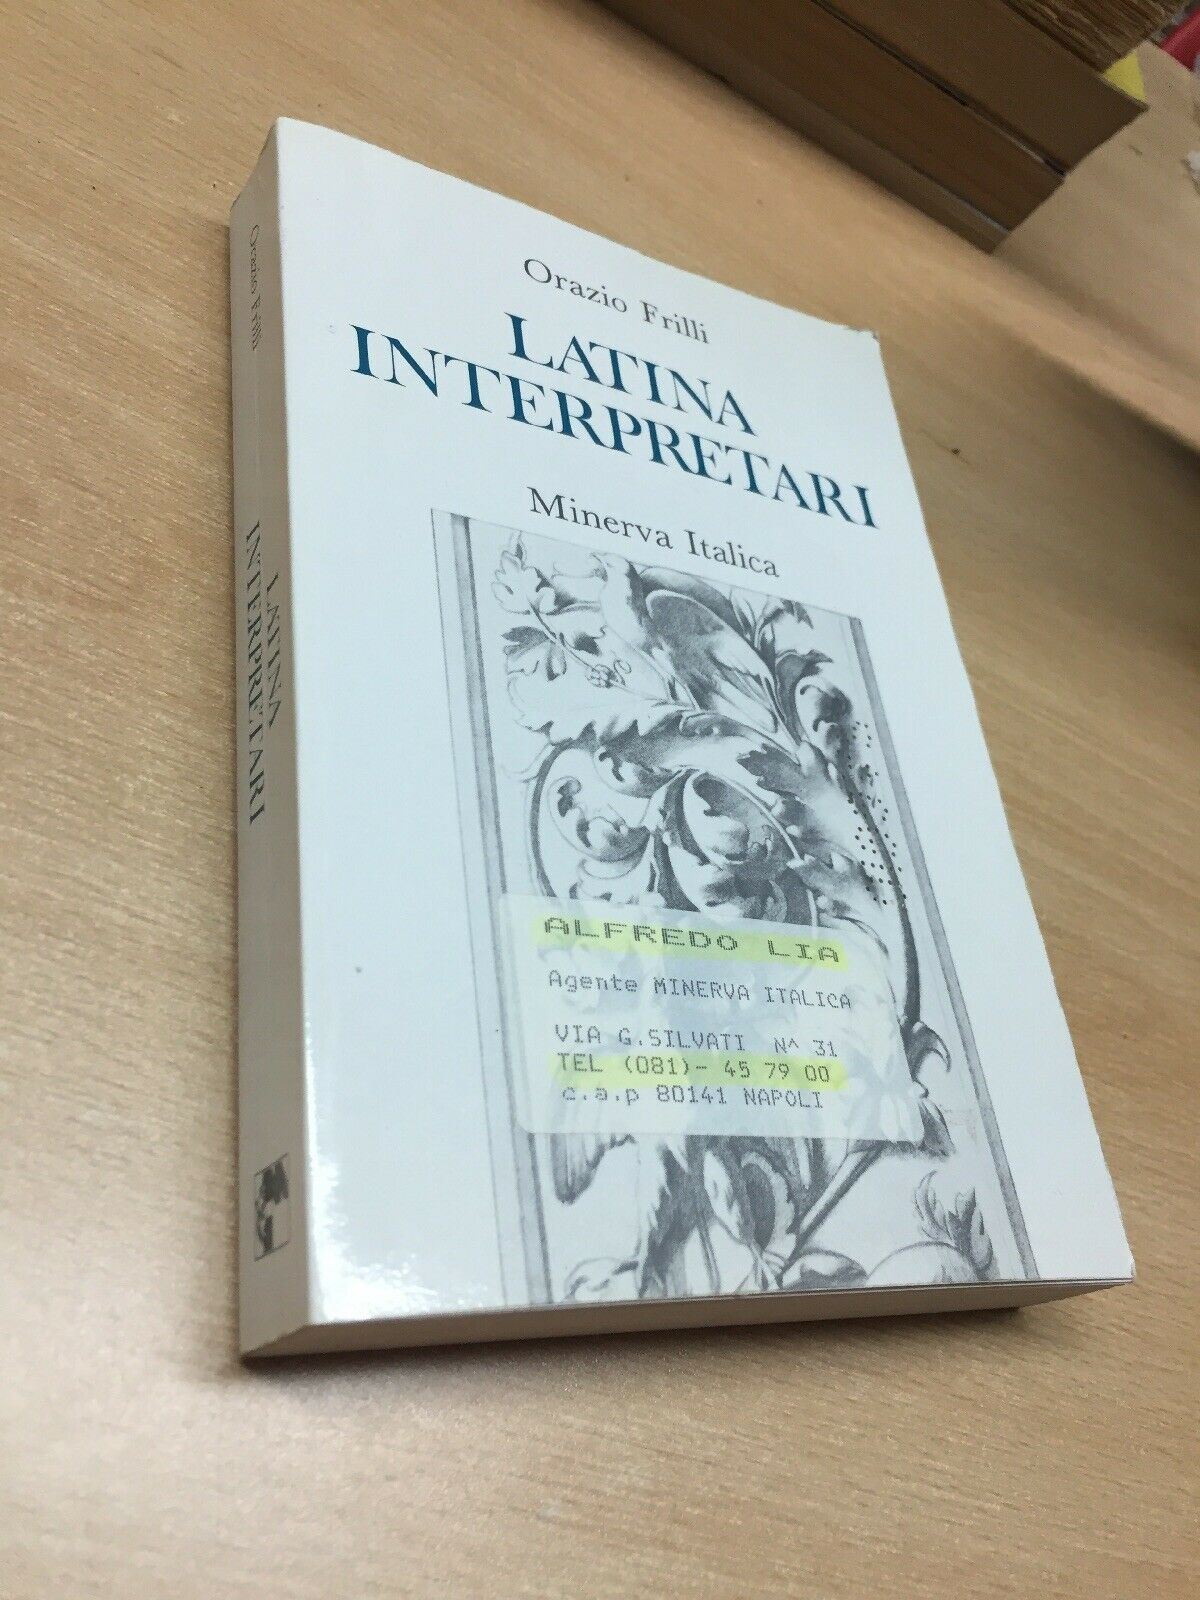 Orazio Frilli
LATINA
INTERPRETARI
Minerva Italica
ALFREDO LIA
Agente MINERVA ITALICA
VIA G.SILVATI N^ 31
TEL (081)- 45 79 00
c.a.p 80141 NAPOLI
Orazio Frilli
LATINA
INTERPRETARI